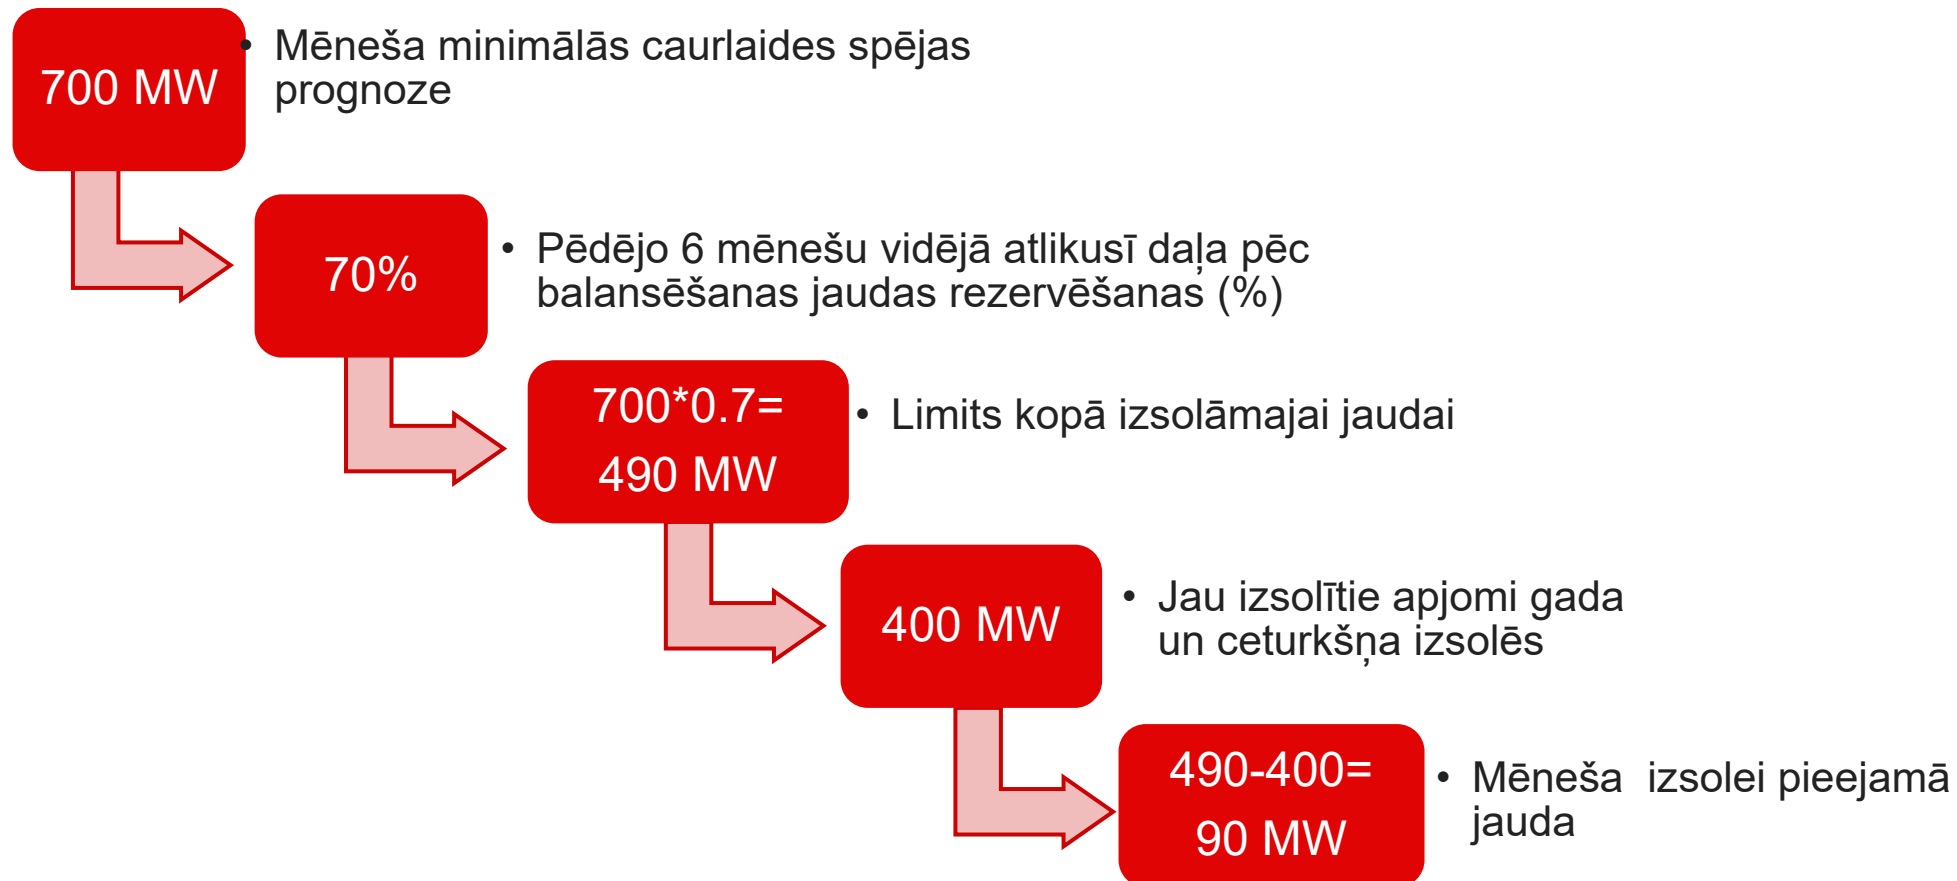 700 MW
• Mēneša minimālās caurlaides spējas
prognoze
70%
• Pēdējo 6 mēnešu vidējā atlikusī daļa pēc
balansēšanas jaudas rezervēšanas (%)
700*0.7=
490 MW
• Limits kopā izsolāmajai jaudai
400 MW
• Jau izsolītie apjomi gada
un ceturkšņa izsolēs
490-400=
90 MW
• Mēneša izsolei pieejamā
jauda